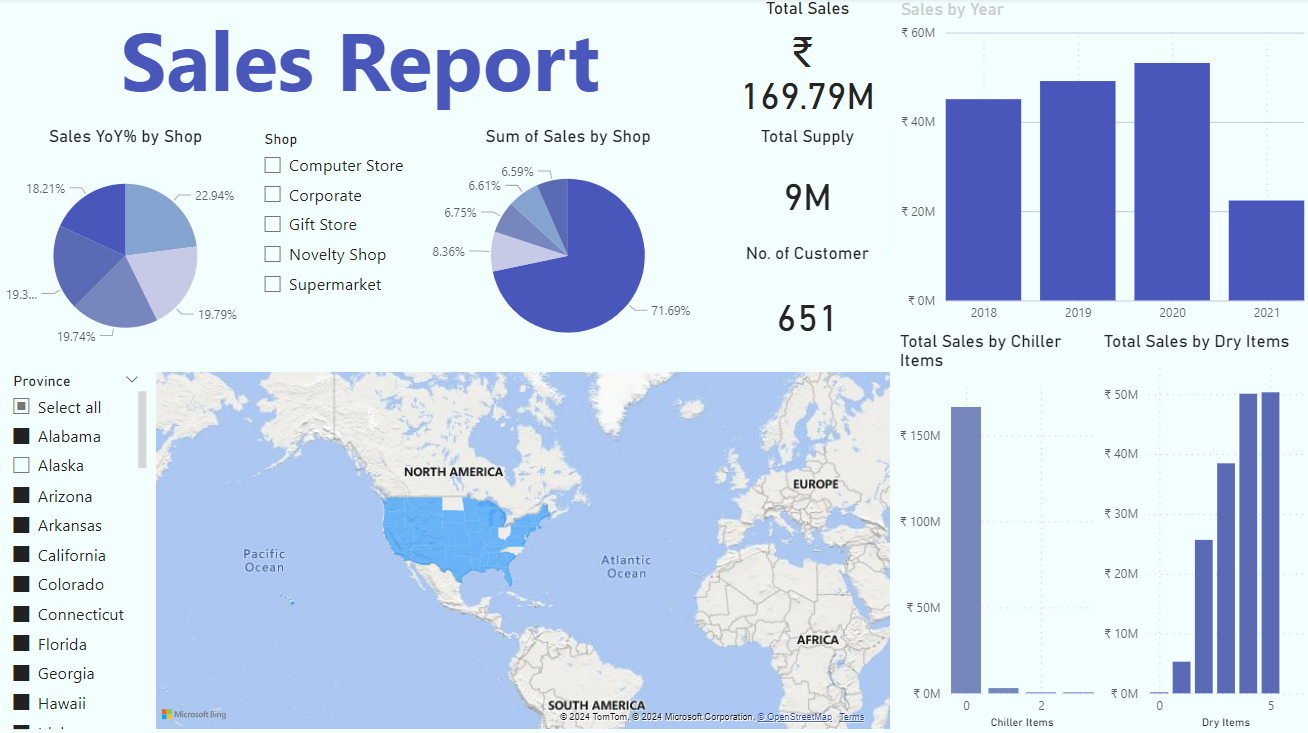 Sales Report
Total Sales
₹
169.79M
Total Supply
9M
No. of Customer
651
Sales YoY% by Shop
18.21%
22.94%
19.3...
19.79%
19.74%
Shop
Computer Store
Corporate
Gift Store
Novelty Shop
Supermarket
Sum of Sales by Shop
6.59%
6.61%
6.75%
8.36%
71.69%
Sales by Year
₹ 60M
₹ 40M
₹ 20M
₹ 0M
2018 2019 2020 2021
Province
Select all
Alabama
Alaska
Arizona
Arkansas
California
Colorado
Connecticut
Florida
Georgia
Hawaii
NORTH AMERICA
EUROPE
Pacific
Ocean
Atlantic
Ocean
AFRICA
SOUTH AMERICA
Microsoft Bing
© 2024 TomTom, © 2024 Microsoft Corporation, © OpenStreetMap Terms
Total Sales by Chiller
Items
₹ 150M
₹ 100M
₹ 50M
₹ 0M
0 2
Chiller Items
Total Sales by Dry Items
₹ 50M
₹ 40M
₹ 30M
₹ 20M
₹ 10M
₹ 0M
0 5
Dry Items